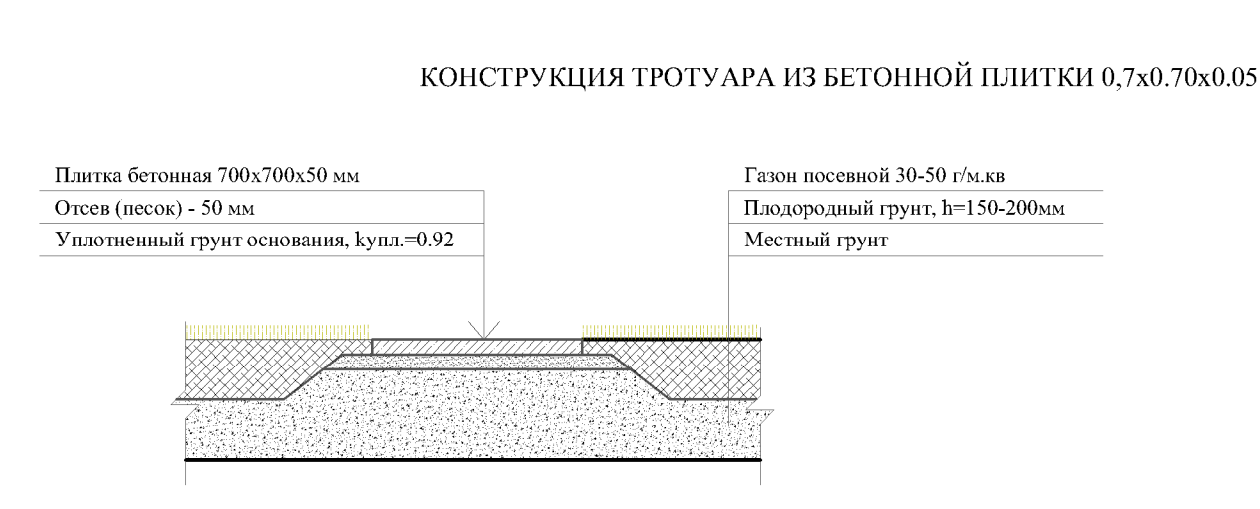 КОНСТРУКЦИЯ ТРОТУАРА ИЗ БЕТОННОЙ ПЛИТКИ 0,7х0.70х0.05
Плитка бетонная 700х700х50 мм
Отсев (песок) - 50 мм
Уплотненный грунт основания, kупл.=0.92
Газон посевной 30-50 г/м.кв
Плодородный грунт, h=150-200мм
Местный грунт